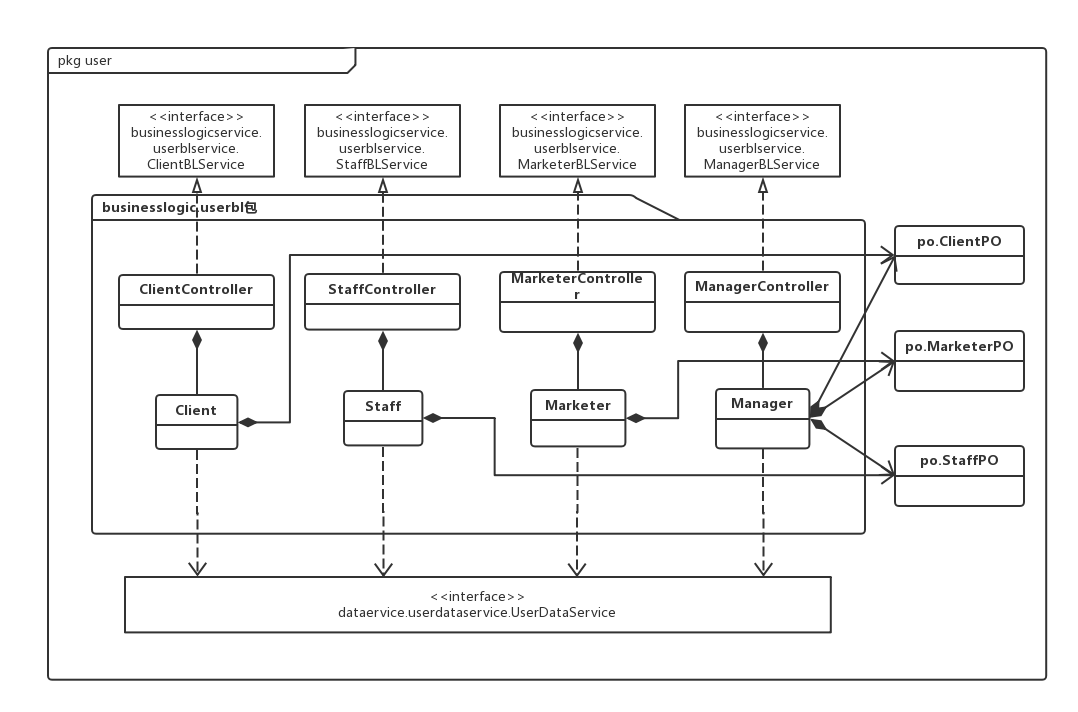 pkg user
<<interface>>
businesslogicservice.
userblservice.
ClientBLService
<<interface>>
businesslogicservice.
userblservice.
StaffBLService
<<interface>>
businesslogicservice.
userblservice.
MarketerBLService
<<interface>>
businesslogicservice.
userblservice.
ManagerBLService
businesslogic.userbl包
po.ClientPO
ClientController
StaffController
MarketerControlle
r
ManagerController
po.MarketerPO
Client
Staff
Marketer
Manager
po.StaffPO
<<interface>>
dataervice.userdataservice.UserDataService